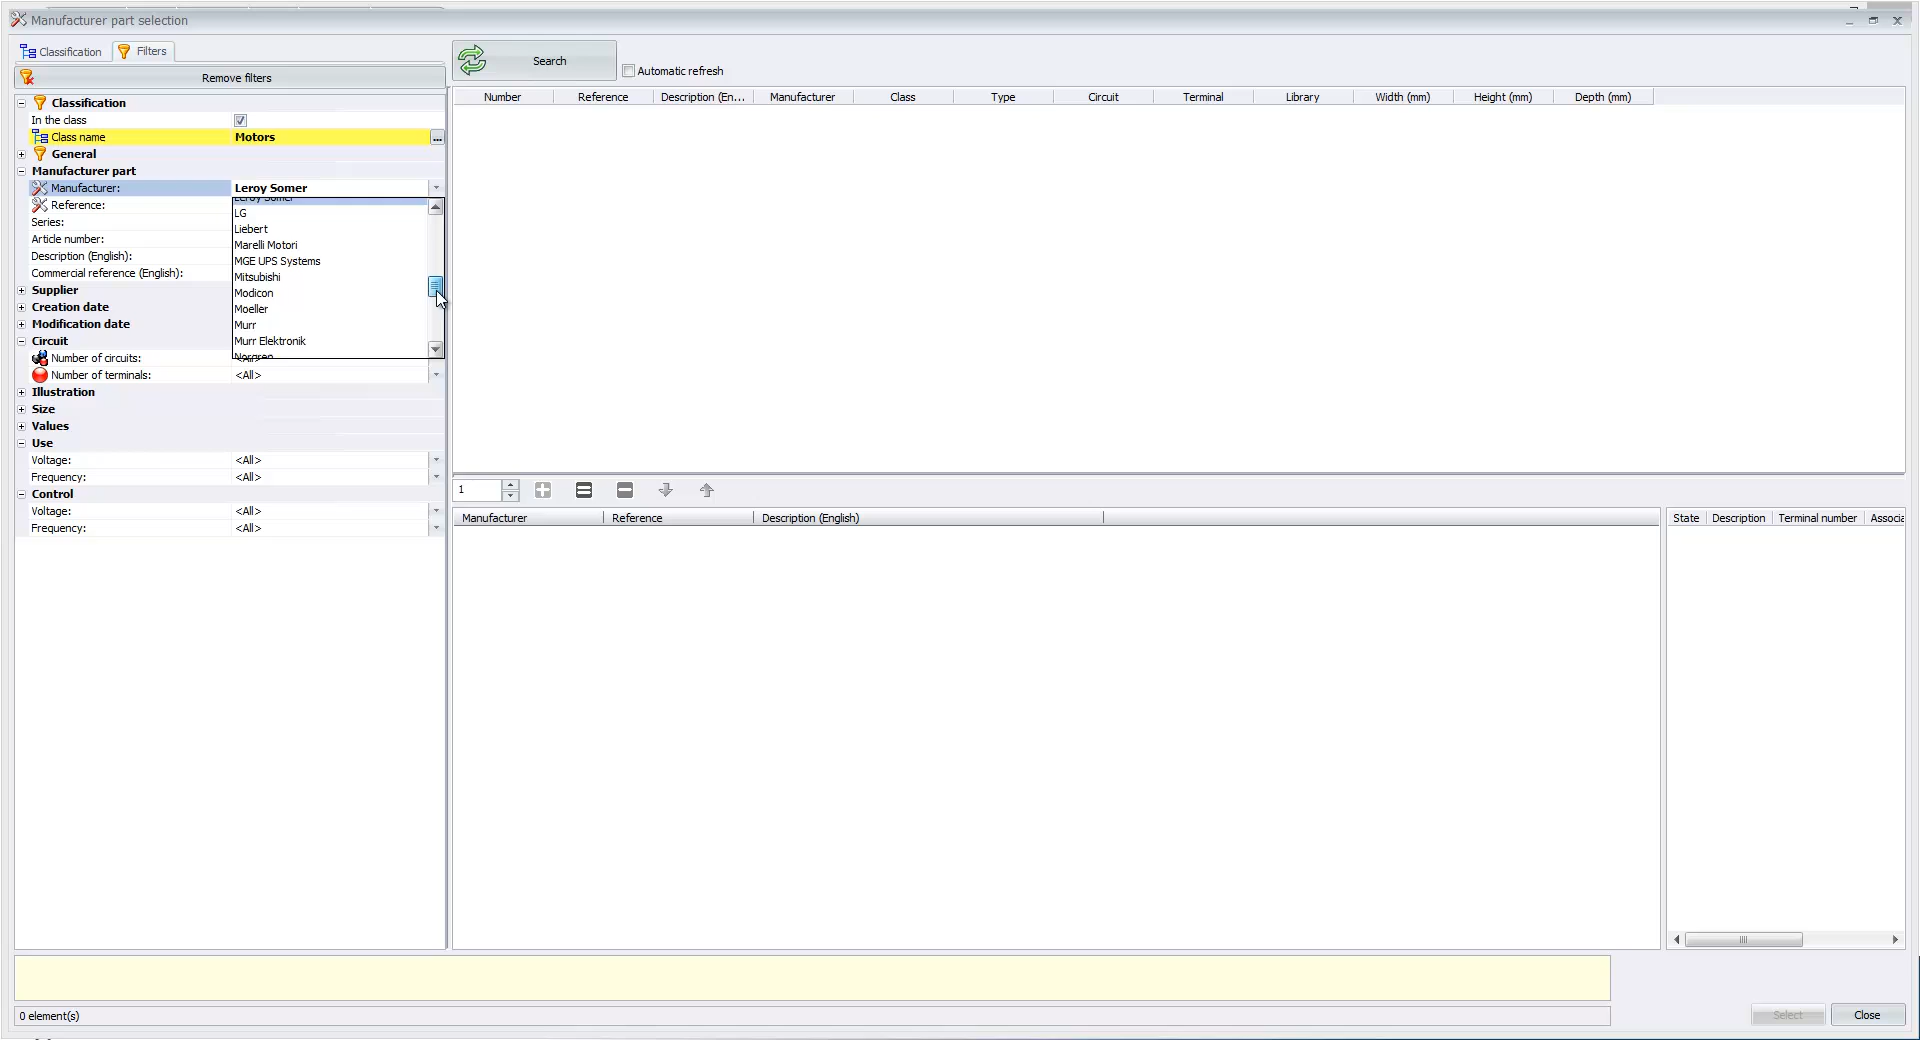 Manufacturer part selection
Classification
Filters
Remove filters
Classification
In the class
Class name Motors ...
General
Manufacturer part
Manufacturer: Leroy Somer
Reference: Leroy Somer
Series: LG
Liebert
Article number: Marelli Motori
Description (English): MGE UPS Systems
Commercial reference (English): Mitsubishi
Supplier Modicon
Creation date Moeller
Modification date Murr
Circuit Murr Elektronik
Number of circuits: Norgren
<All>
Number of terminals: <All>
Illustration
Size
Values
Use
Voltage: <All>
Frequency: <All>
Control
Voltage: <All>
Frequency: <All>
Search
Automatic refresh
Number Reference Description (En... Manufacturer Class Type Circuit Terminal Library Width (mm) Height (mm) Depth (mm)
1
Manufacturer Reference Description (English)
State Description Terminal number Associa
0 element(s)
Select
Close